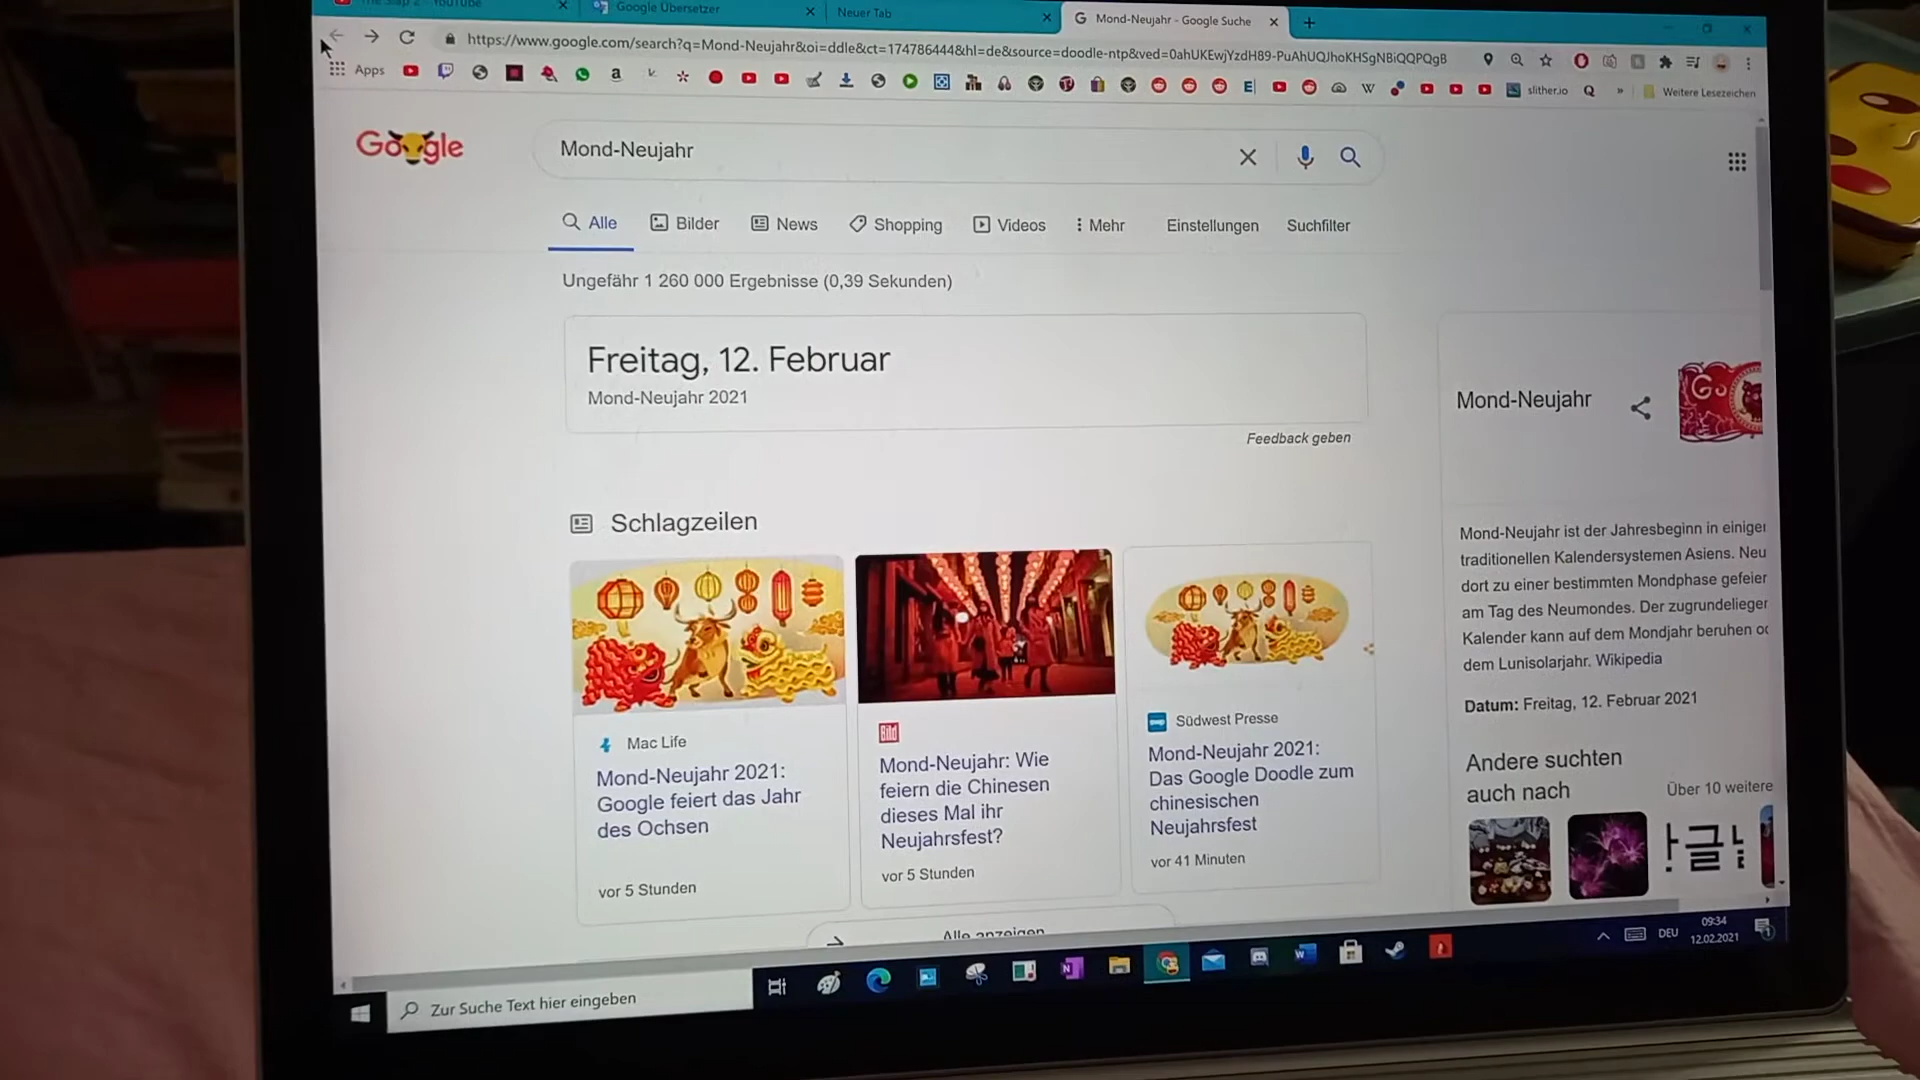 Google Übersetzer
Neuer Tab
Mond-Neujahr - Google Suche
https://www.google.com/search?q=Mond-Neujahr&oi=ddle&ct=174786444&hl=de&source=doodle-ntp&ved=0ahUKEwjYzdH89-PuAhUQJhoKHSgNBiQQPQgB
Apps
slither.io
Weitere Lesezeichen
Google
Mond-Neujahr
Alle
Bilder
News
Shopping
Videos
Mehr
Einstellungen
Suchfilter
Ungefähr 1 260 000 Ergebnisse (0,39 Sekunden)
Freitag, 12. Februar
Mond-Neujahr 2021
Feedback geben
Schlagzeilen
Mac Life
Mond-Neujahr 2021:
Google feiert das Jahr
des Ochsen
vor 5 Stunden
Bild
Mond-Neujahr: Wie
feiern die Chinesen
dieses Mal ihr
Neujahrsfest?
vor 5 Stunden
Südwest Presse
Mond-Neujahr 2021:
Das Google Doodle zum
chinesischen
Neujahrsfest
vor 41 Minuten
Alle anzeigen
Mond-Neujahr
Mond-Neujahr ist der Jahresbeginn in einiger
traditionellen Kalendersystemen Asiens. Neu
dort zu einer bestimmten Mondphase gefeier
am Tag des Neumondes. Der zugrundelieger
Kalender kann auf dem Mondjahr beruhen od
dem Lunisolarjahr. Wikipedia
Datum: Freitag, 12. Februar 2021
Andere suchten
auch nach
Über 10 weitere
Zur Suche Text hier eingeben
DEU
09:34
12.02.2021